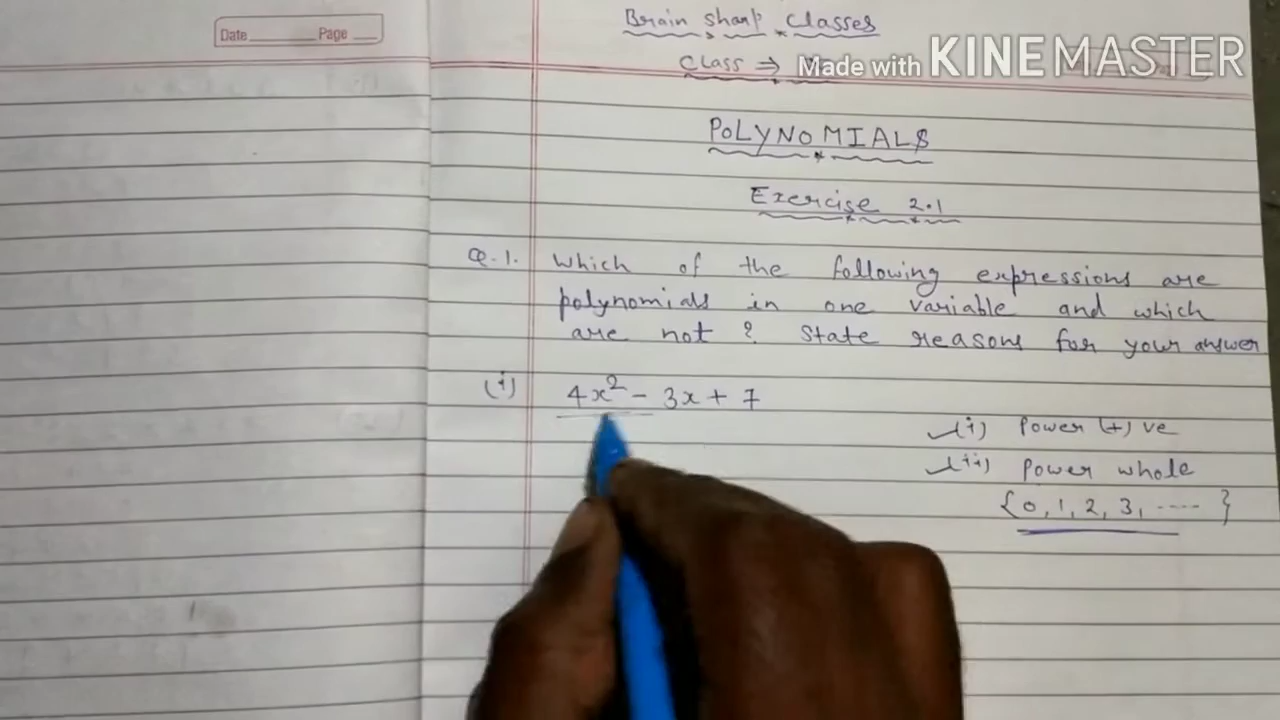 Date Page
Brain sharp classes
Class →
Made with KINEMASTER
POLYNOMIALS
Exercise 2.1
Q.1. Which of the following expressions are
polynomials in one variable and which
are not ? State reasons for your answer
(i) 4x² - 3x + 7
(i) Power (+) ve
(ii) Power whole
{0, 1, 2, 3, ---- }